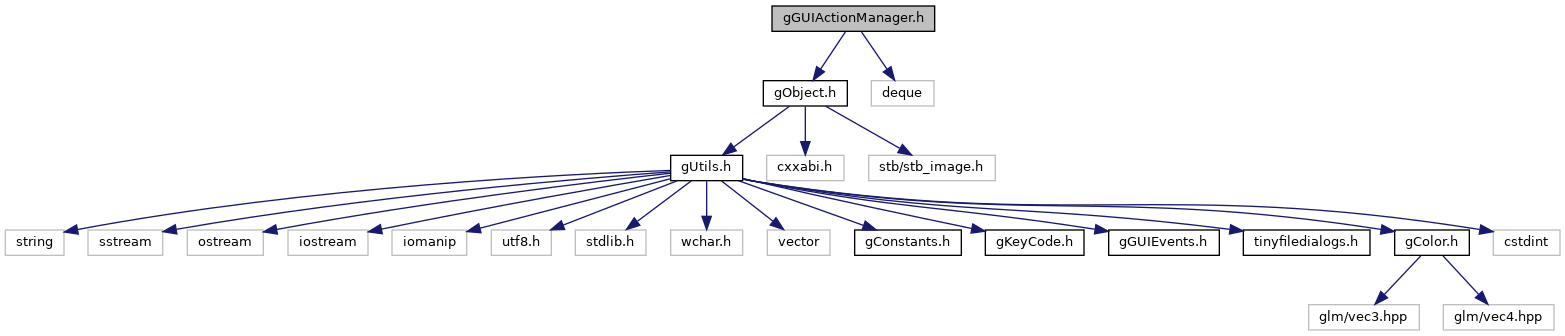 gGUIActionManager.h
gObject.h
deque
gUtils.h
cxxabi.h
stb/stb_image.h
string
sstream
ostream
iostream
iomanip
utf8.h
stdlib.h
wchar.h
vector
gConstants.h
gKeyCode.h
gGUIEvents.h
tinyfiledialogs.h
gColor.h
cstdint
glm/vec3.hpp
glm/vec4.hpp